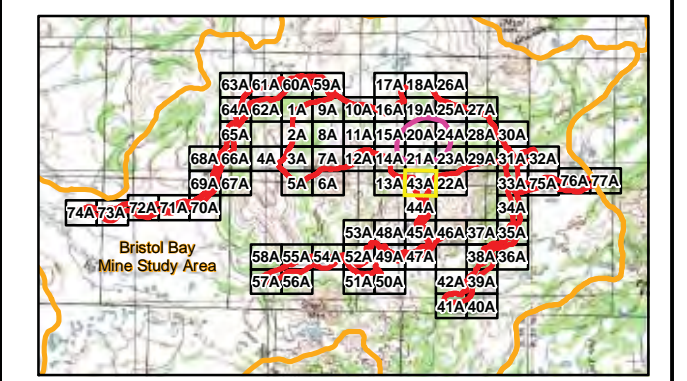 63A 61A 60A 59A 17A 18A 26A
64A 62A 1A 9A 10A 16A 19A 25A 27A
65A 2A 8A 11A 15A 20A 24A 28A 30A
68A 66A 4A 3A 7A 12A 14A 21A 23A 29A 31A 32A
69A 67A 5A 6A 13A 43A 22A 33A 75A 76A 77A
74A 73A 72A 71A 70A 44A 34A
53A 48A 45A 46A 37A 35A
Bristol Bay
Mine Study Area
58A 55A 54A 52A 49A 47A 38A 36A
57A 56A 51A 50A 42A 39A
41A 40A